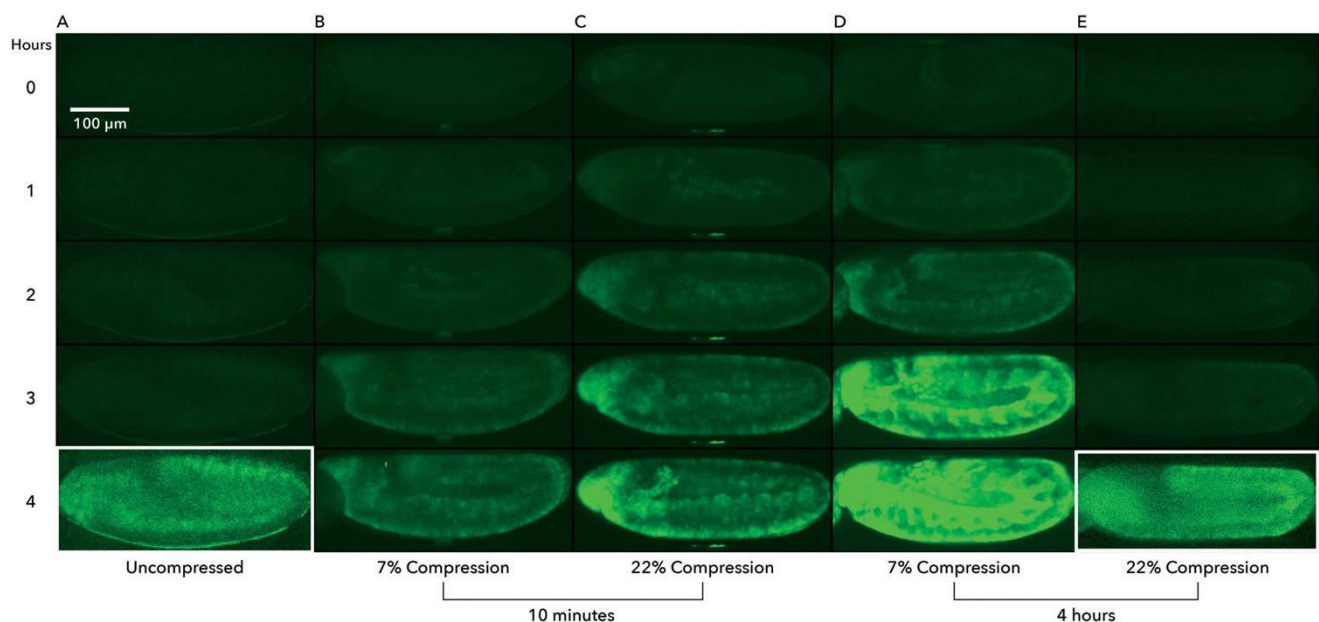 A B C D E
Hours
0
100 µm
1
2
3
4
Uncompressed 7% Compression 22% Compression 7% Compression 22% Compression
10 minutes 4 hours